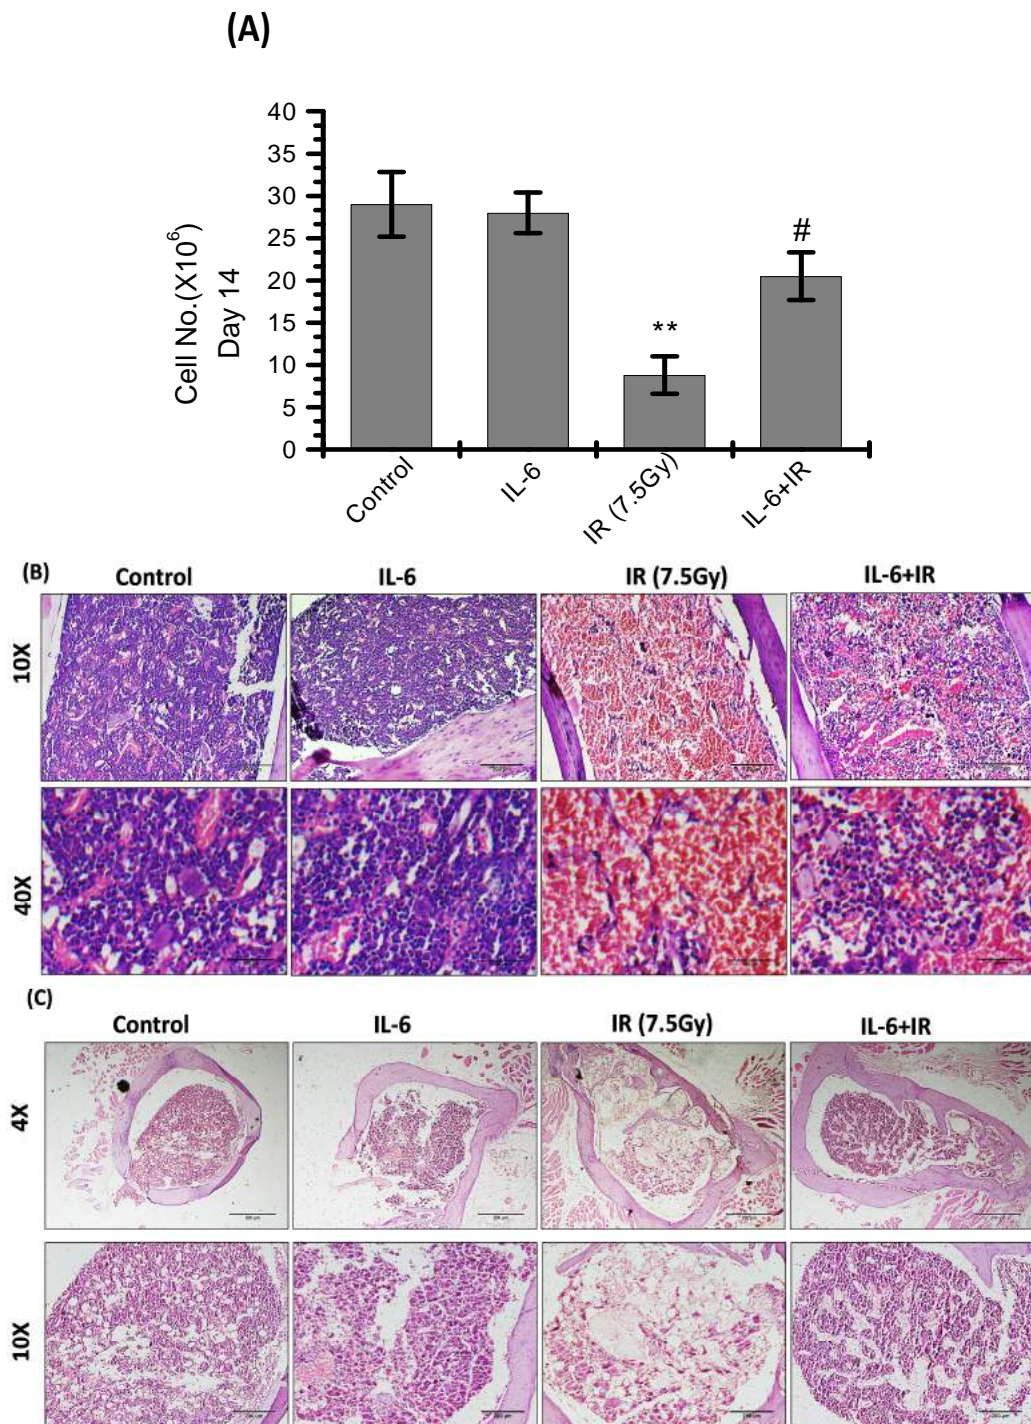 (A)
40
35
30
25
20
15
10
5
0
Cell No.(X10⁶)
Day 14
**
#
Control
IL-6
IR (7.5Gy)
IL-6+IR
(B)
Control IL-6 IR (7.5Gy) IL-6+IR
10X
40X
(C)
Control IL-6 IR (7.5Gy) IL-6+IR
4X
10X